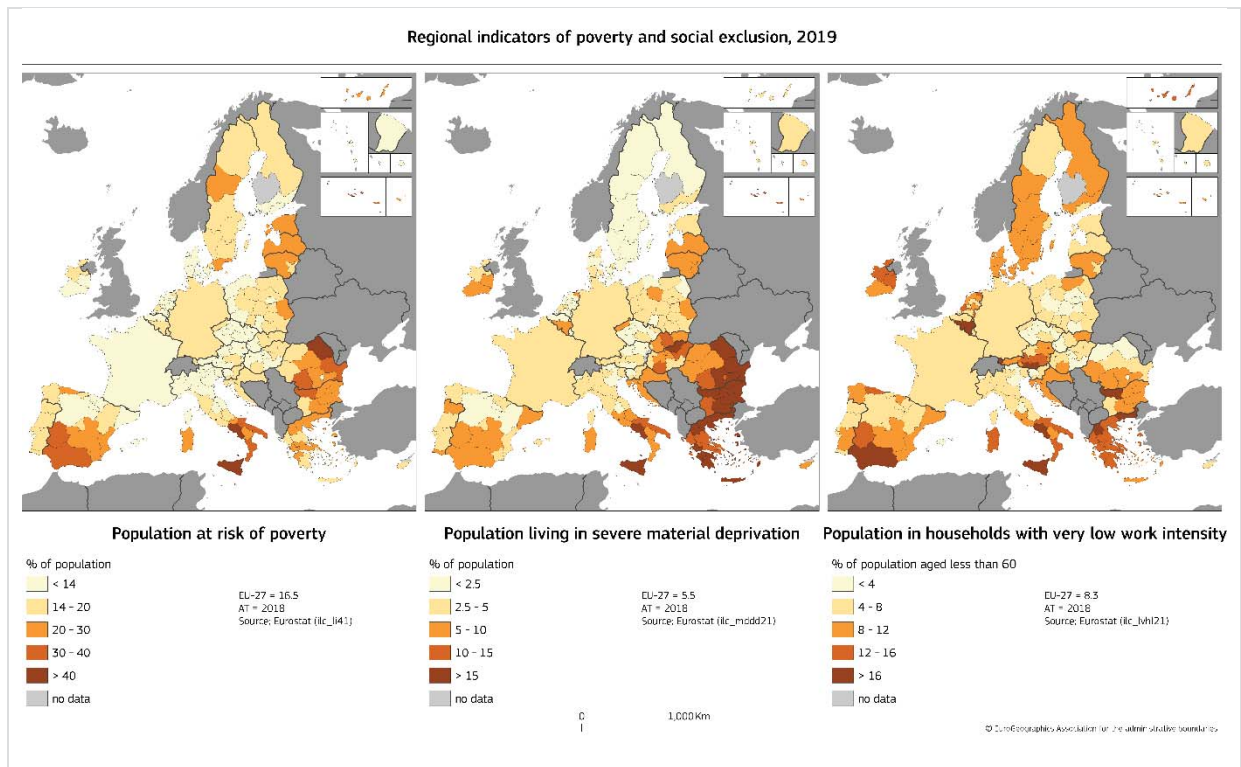 Regional indicators of poverty and social exclusion, 2019
Population at risk of poverty
% of population
< 14
14 - 20
20 - 30
30 - 40
> 40
no data
EU-27 = 16.5
AT = 2018
Source: Eurostat (ilc_li41)
Population living in severe material deprivation
% of population
< 2.5
2.5 - 5
5 - 10
10 - 15
> 15
no data
EU-27 = 5.5
AT = 2018
Source: Eurostat (ilc_mddd21)
Population in households with very low work intensity
% of population aged less than 60
< 4
4 - 8
8 - 12
12 - 16
> 16
no data
EU-27 = 8.3
AT = 2018
Source: Eurostat (ilc_lvhl21)
0 1,000 Km
© EuroGeographics Association for the administrative boundaries